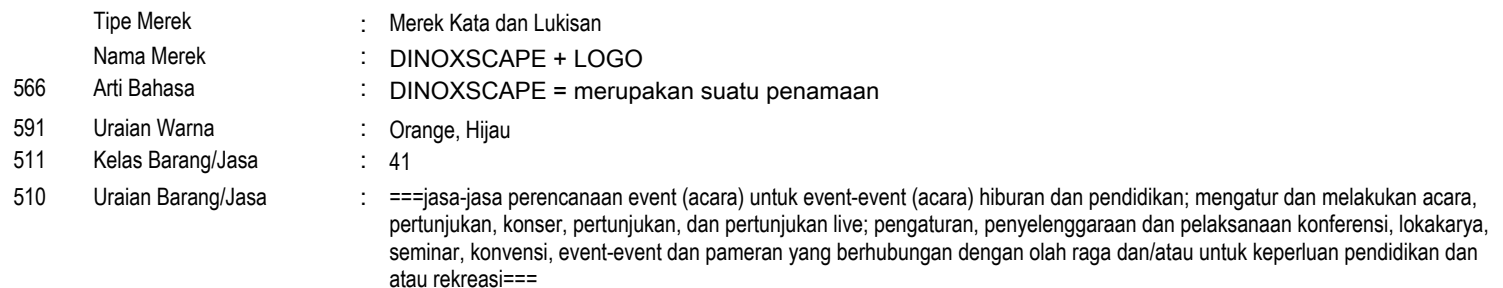 Tipe Merek : Merek Kata dan Lukisan
Nama Merek : DINOXSCAPE + LOGO
566 Arti Bahasa : DINOXSCAPE = merupakan suatu penamaan
591 Uraian Warna : Orange, Hijau
511 Kelas Barang/Jasa : 41
510 Uraian Barang/Jasa : ===jasa-jasa perencanaan event (acara) untuk event-event (acara) hiburan dan pendidikan; mengatur dan melakukan acara,
pertunjukan, konser, pertunjukan, dan pertunjukan live; pengaturan, penyelenggaraan dan pelaksanaan konferensi, lokakarya,
seminar, konvensi, event-event dan pameran yang berhubungan dengan olah raga dan/atau untuk keperluan pendidikan dan
atau rekreasi===